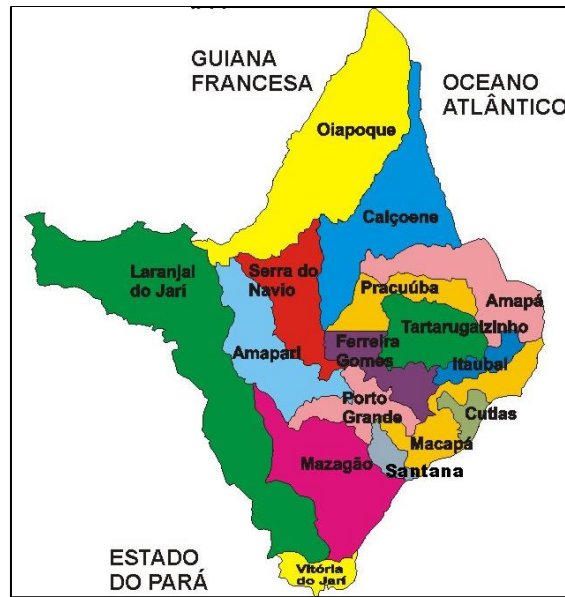 GUIANA
FRANCESA
OCEANO
ATLÂNTICO
Oiapoque
Calçoene
Laranjal
do Jarí
Serra do
Navio
Pracuúba
Amapá
Tartarugalzinho
Ferreira
Gomes
Amapari
Itaubal
Porto
Grande
Cutias
Macapá
Mazagão
Santana
ESTADO
DO PARÁ
Vitória
do Jarí